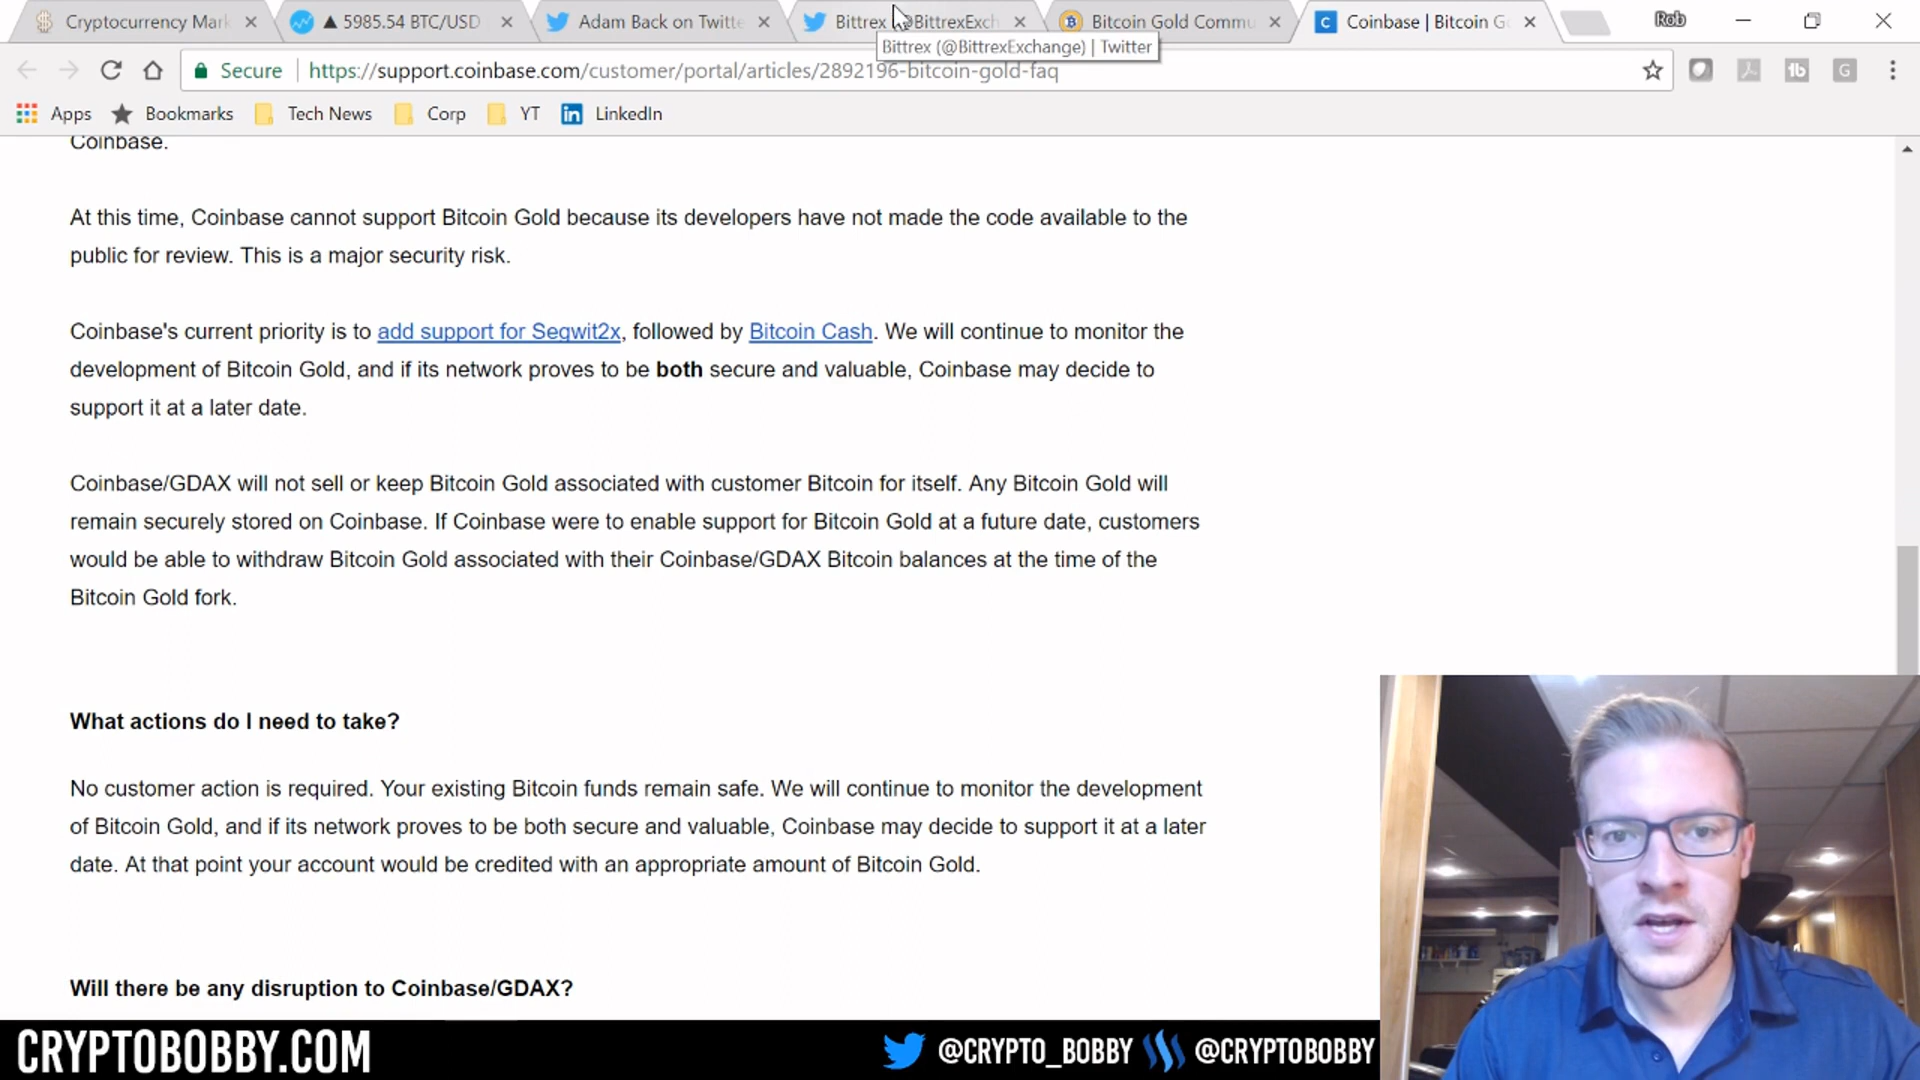 Cryptocurrency Mark
▲ 5985.54 BTC/USD
Adam Back on Twitte
Bittrex @BittrexExch
Bitcoin Gold Commu
Coinbase | Bitcoin G
Rob
Bittrex (@BittrexExchange) | Twitter
Secure
https://support.coinbase.com/customer/portal/articles/2892196-bitcoin-gold-faq
Apps
Bookmarks
Tech News
Corp
YT
LinkedIn
Coinbase.
At this time, Coinbase cannot support Bitcoin Gold because its developers have not made the code available to the
public for review. This is a major security risk.
Coinbase's current priority is to add support for Segwit2x, followed by Bitcoin Cash. We will continue to monitor the
development of Bitcoin Gold, and if its network proves to be both secure and valuable, Coinbase may decide to
support it at a later date.
Coinbase/GDAX will not sell or keep Bitcoin Gold associated with customer Bitcoin for itself. Any Bitcoin Gold will
remain securely stored on Coinbase. If Coinbase were to enable support for Bitcoin Gold at a future date, customers
would be able to withdraw Bitcoin Gold associated with their Coinbase/GDAX Bitcoin balances at the time of the
Bitcoin Gold fork.
What actions do I need to take?
No customer action is required. Your existing Bitcoin funds remain safe. We will continue to monitor the development
of Bitcoin Gold, and if its network proves to be both secure and valuable, Coinbase may decide to support it at a later
date. At that point your account would be credited with an appropriate amount of Bitcoin Gold.
Will there be any disruption to Coinbase/GDAX?
CRYPTOBOBBY.COM
@CRYPTO_BOBBY
@CRYPTOBOBBY